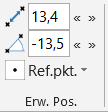 13,4 « »
-13,5 « »
Ref.pkt.
Erw. Pos.